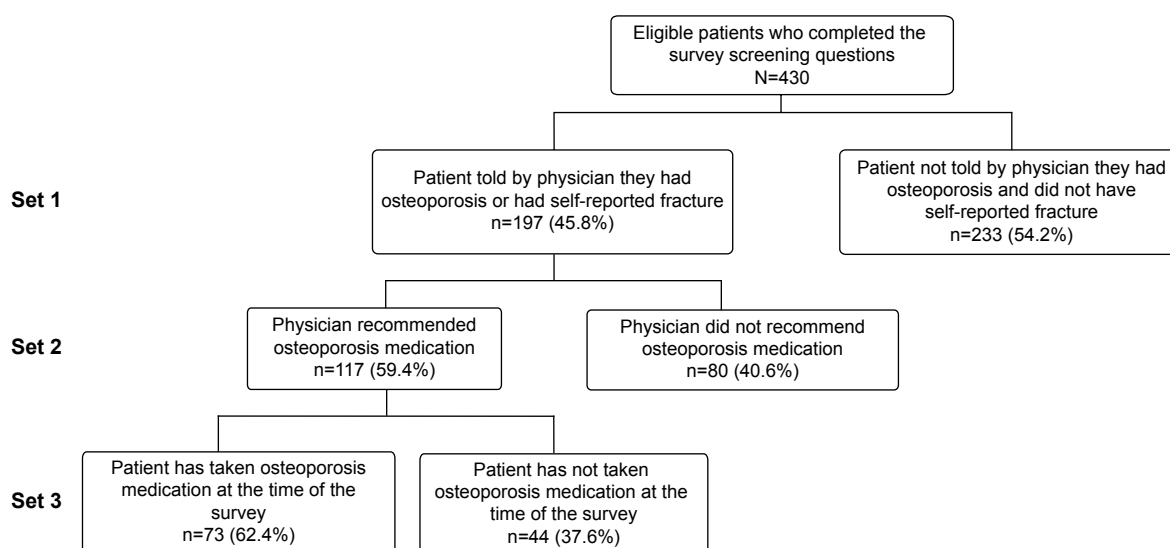 Eligible patients who completed the
survey screening questions
N=430
Set 1
Patient told by physician they had
osteoporosis or had self-reported fracture
n=197 (45.8%)
Patient not told by physician they had
osteoporosis and did not have
self-reported fracture
n=233 (54.2%)
Set 2
Physician recommended
osteoporosis medication
n=117 (59.4%)
Physician did not recommend
osteoporosis medication
n=80 (40.6%)
Set 3
Patient has taken osteoporosis
medication at the time of the
survey
n=73 (62.4%)
Patient has not taken
osteoporosis medication at the
time of the survey
n=44 (37.6%)